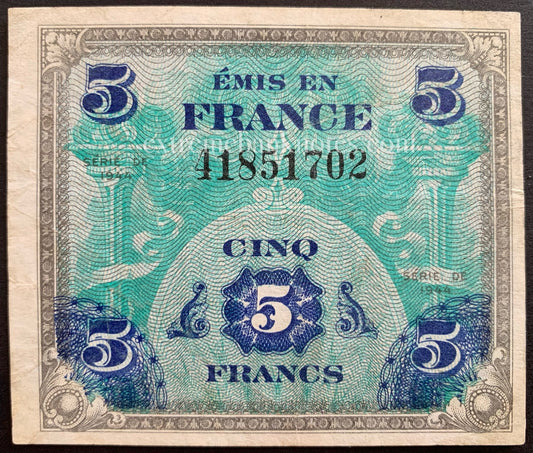 5 ÉMIS EN 5
FRANCE
41851702
SÉRIE DE
1944
CINQ
SÉRIE DE
1944
5
5 5
FRANCS